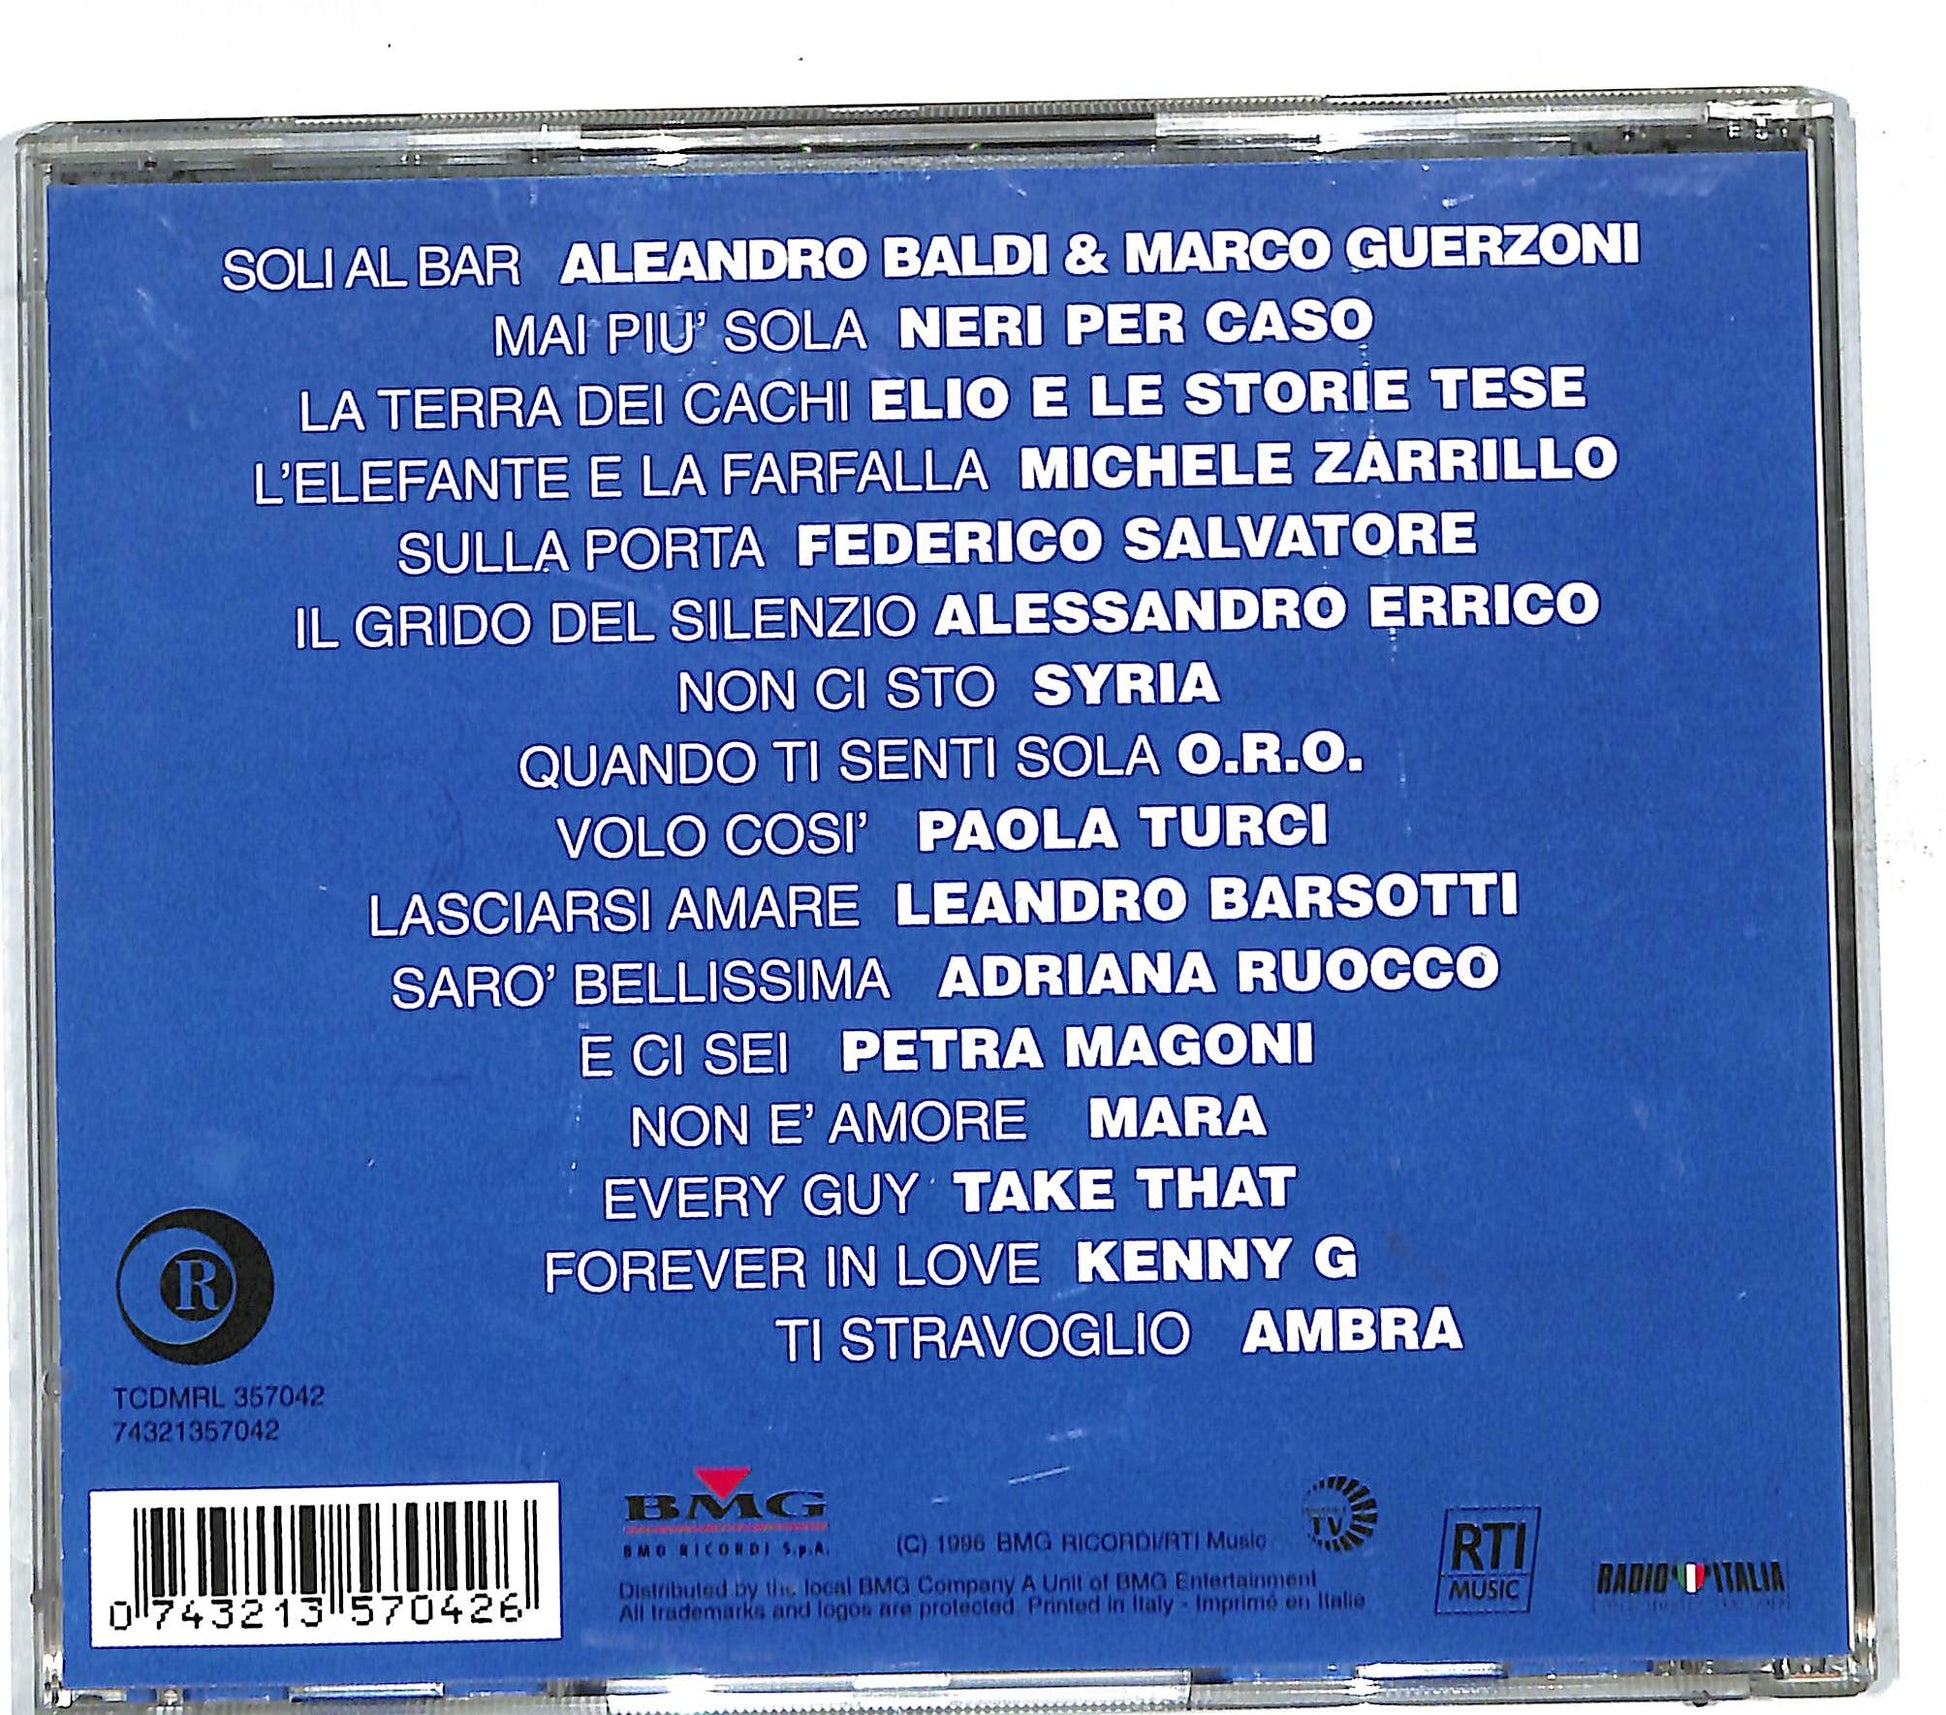 SOLI AL BAR ALEANDRO BALDI & MARCO GUERZONI
MAI PIU' SOLA NERI PER CASO
LA TERRA DEI CACHI ELIO E LE STORIE TESE
L'ELEFANTE E LA FARFALLA MICHELE ZARRILLO
SULLA PORTA FEDERICO SALVATORE
IL GRIDO DEL SILENZIO ALESSANDRO ERRICO
NON CI STO SYRIA
QUANDO TI SENTI SOLA O.R.O.
VOLO COSI' PAOLA TURCI
LASCIARSI AMARE LEANDRO BARSOTTI
SARO' BELLISSIMA ADRIANA RUOCCO
E CI SEI PETRA MAGONI
NON E' AMORE MARA
EVERY GUY TAKE THAT
FOREVER IN LOVE KENNY G
TI STRAVOGLIO AMBRA
R
TCDMRL 357042
74321357042
0 743213 570426
BMG
BMG RICORDI S.p.A.
(C) 1996 BMG RICORDI/RTI Music
Distributed by the local BMG Company A Unit of BMG Entertainment
All trademarks and logos are protected. Printed in Italy - Imprimé en Italie
TV
RTI
MUSIC
RADIO ITALIA